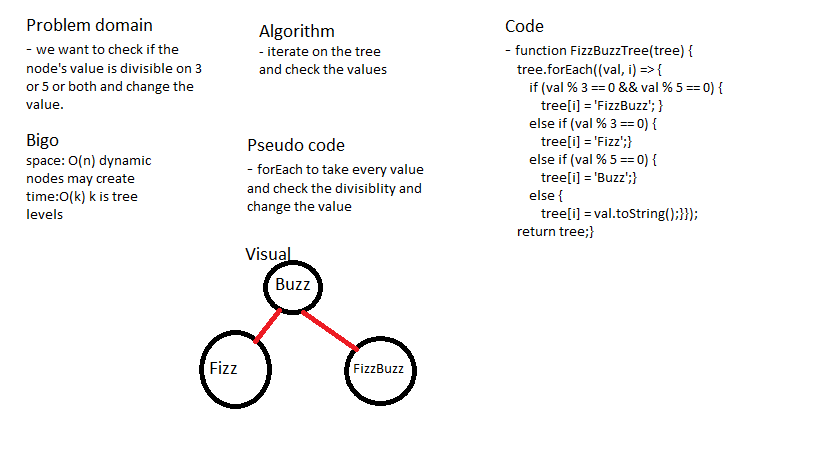 Problem domain
- we want to check if the
node's value is divisible on 3
or 5 or both and change the
value.
Bigo
space: O(n) dynamic
nodes may create
time:O(k) k is tree
levels
Algorithm
- iterate on the tree
and check the values
Pseudo code
- forEach to take every value
and check the divisiblity and
change the value
Visual
Buzz
Fizz
FizzBuzz
Code
- function FizzBuzzTree(tree) {
tree.forEach((val, i) => {
if (val % 3 == 0 && val % 5 == 0) {
tree[i] = 'FizzBuzz'; }
else if (val % 3 == 0) {
tree[i] = 'Fizz';}
else if (val % 5 == 0) {
tree[i] = 'Buzz';}
else {
tree[i] = val.toString();}});
return tree;}